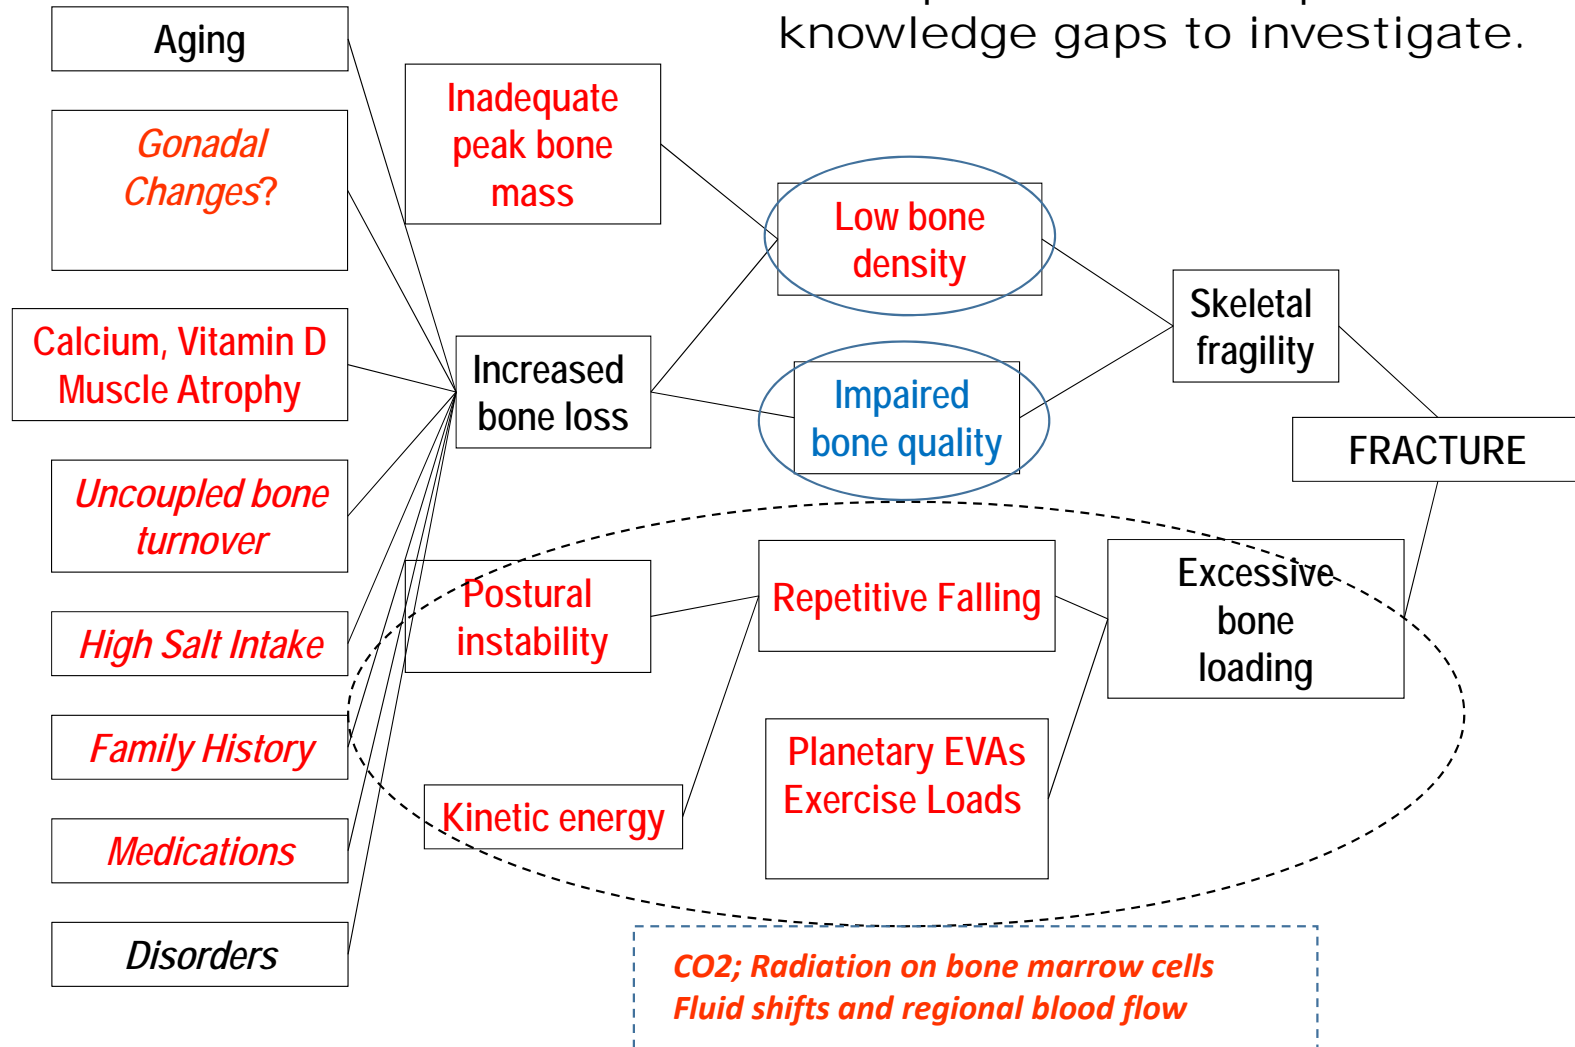 knowledge gaps to investigate.
Aging
Gonadal
Changes?
Calcium, Vitamin D
Muscle Atrophy
Uncoupled bone
turnover
High Salt Intake
Family History
Medications
Disorders
Inadequate
peak bone
mass
Increased
bone loss
Postural
instability
Kinetic energy
Low bone
density
Impaired
bone quality
Repetitive Falling
Planetary EVAs
Exercise Loads
Skeletal
fragility
Excessive
bone
loading
FRACTURE
CO2; Radiation on bone marrow cells
Fluid shifts and regional blood flow